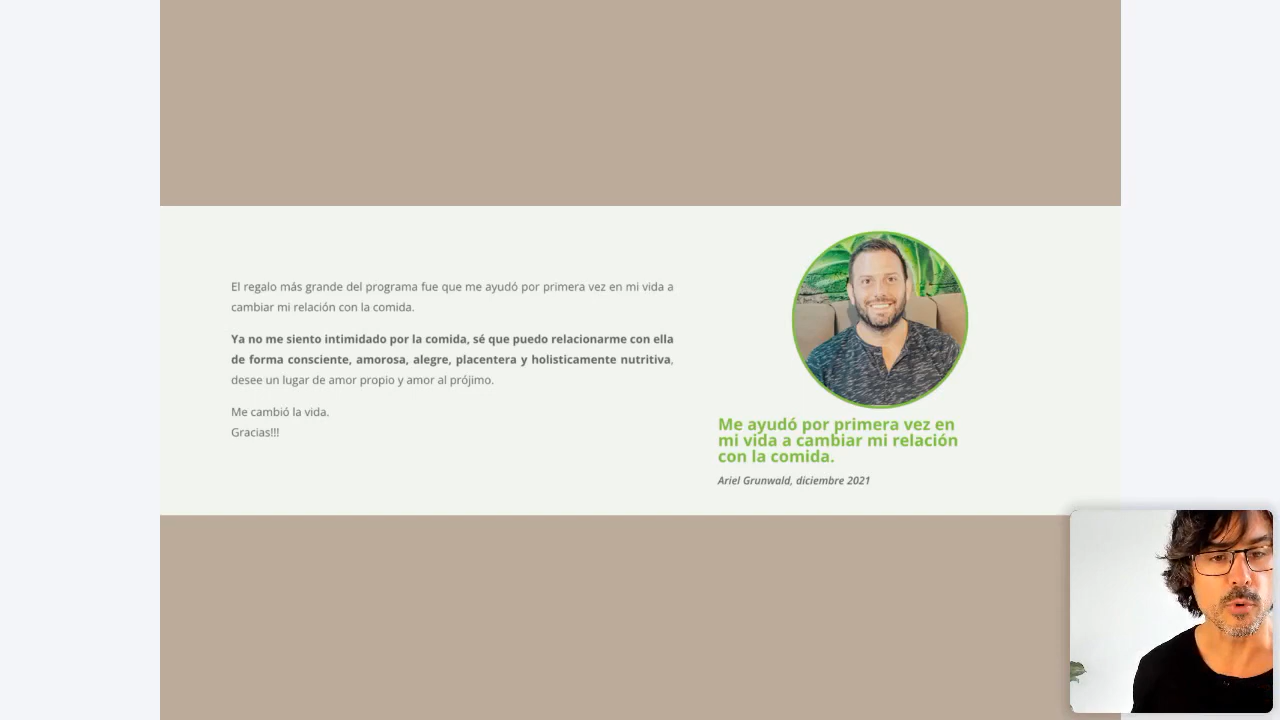 El regalo más grande del programa fue que me ayudó por primera vez en mi vida a
cambiar mi relación con la comida.
Ya no me siento intimidado por la comida, sé que puedo relacionarme con ella
de forma consciente, amorosa, alegre, placentera y holisticamente nutritiva,
desee un lugar de amor propio y amor al prójimo.
Me cambió la vida.
Gracias!!!
Me ayudó por primera vez en
mi vida a cambiar mi relación
con la comida.
Ariel Grunwald, diciembre 2021